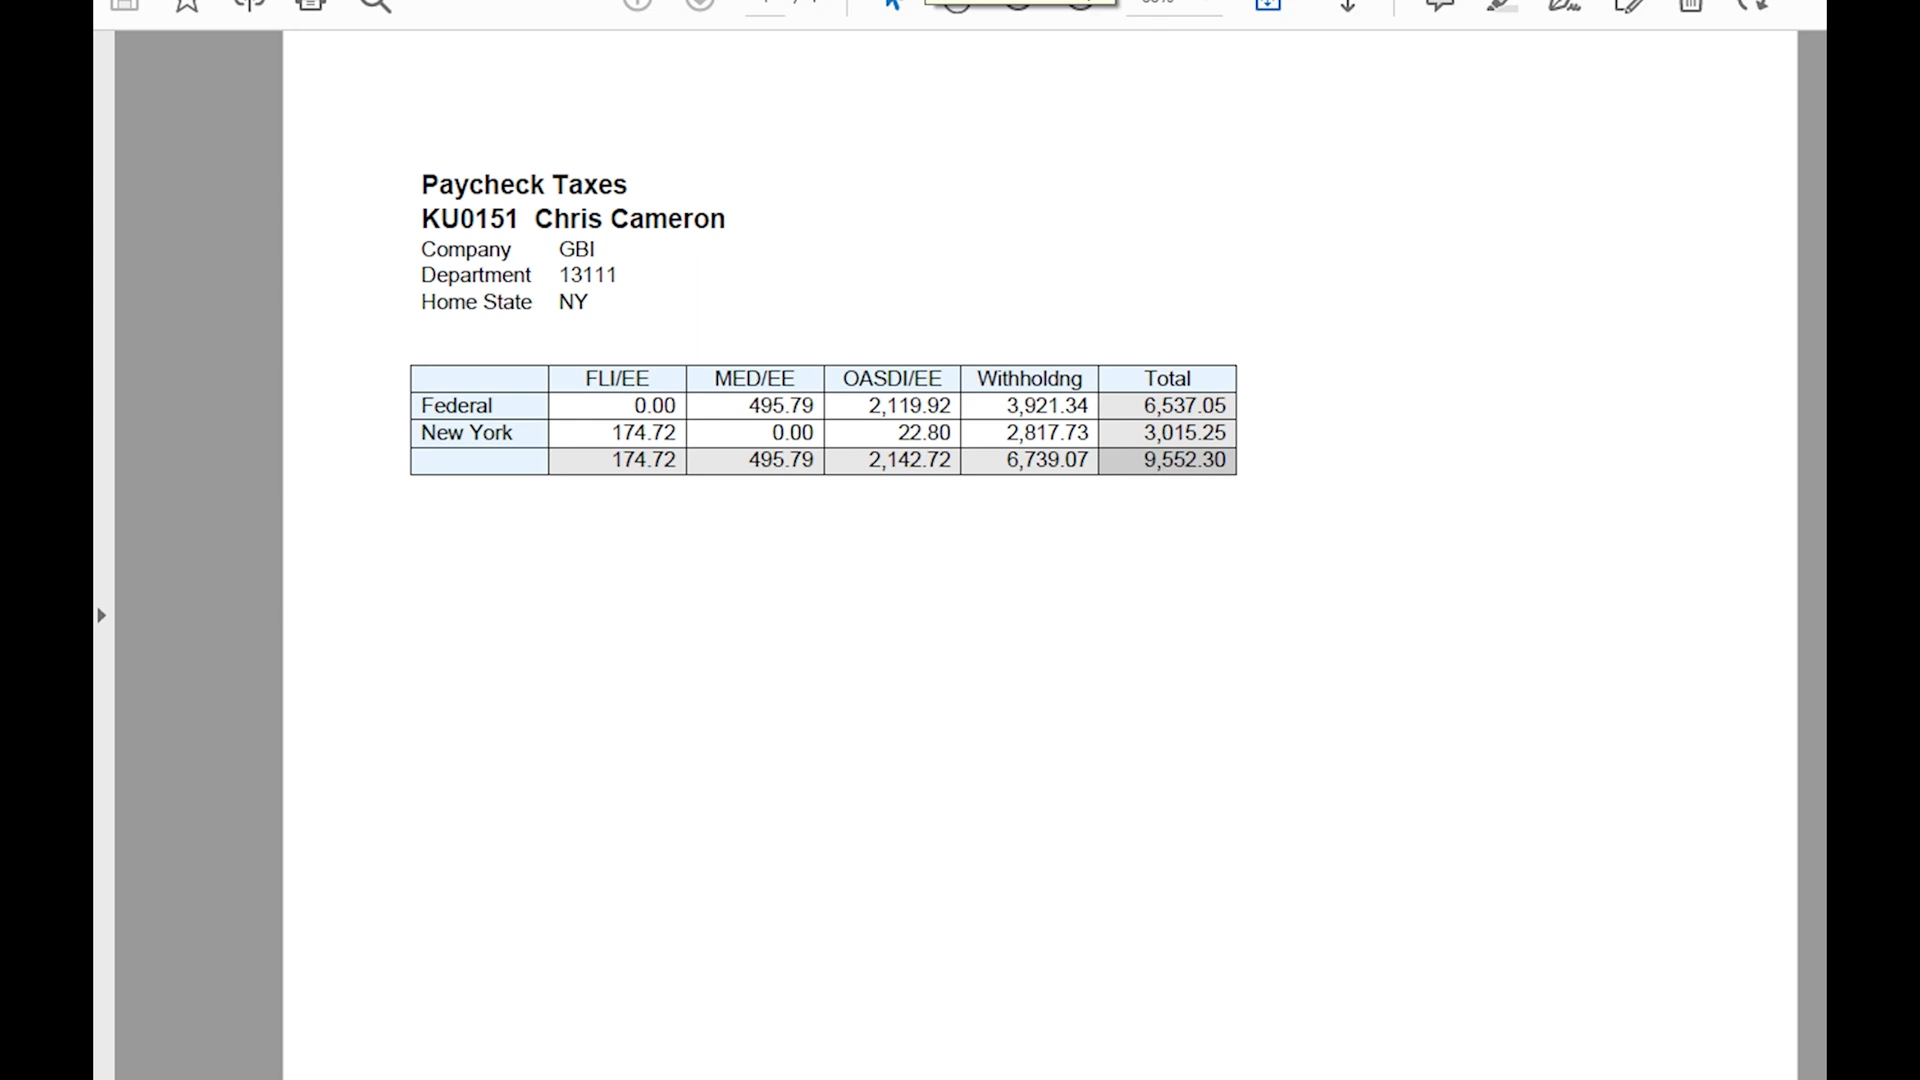 Paycheck Taxes
KU0151 Chris Cameron
Company GBI
Department 13111
Home State NY
FLI/EE MED/EE OASDI/EE Withholdng Total
Federal 0.00 495.79 2,119.92 3,921.34 6,537.05
New York 174.72 0.00 22.80 2,817.73 3,015.25
174.72 495.79 2,142.72 6,739.07 9,552.30